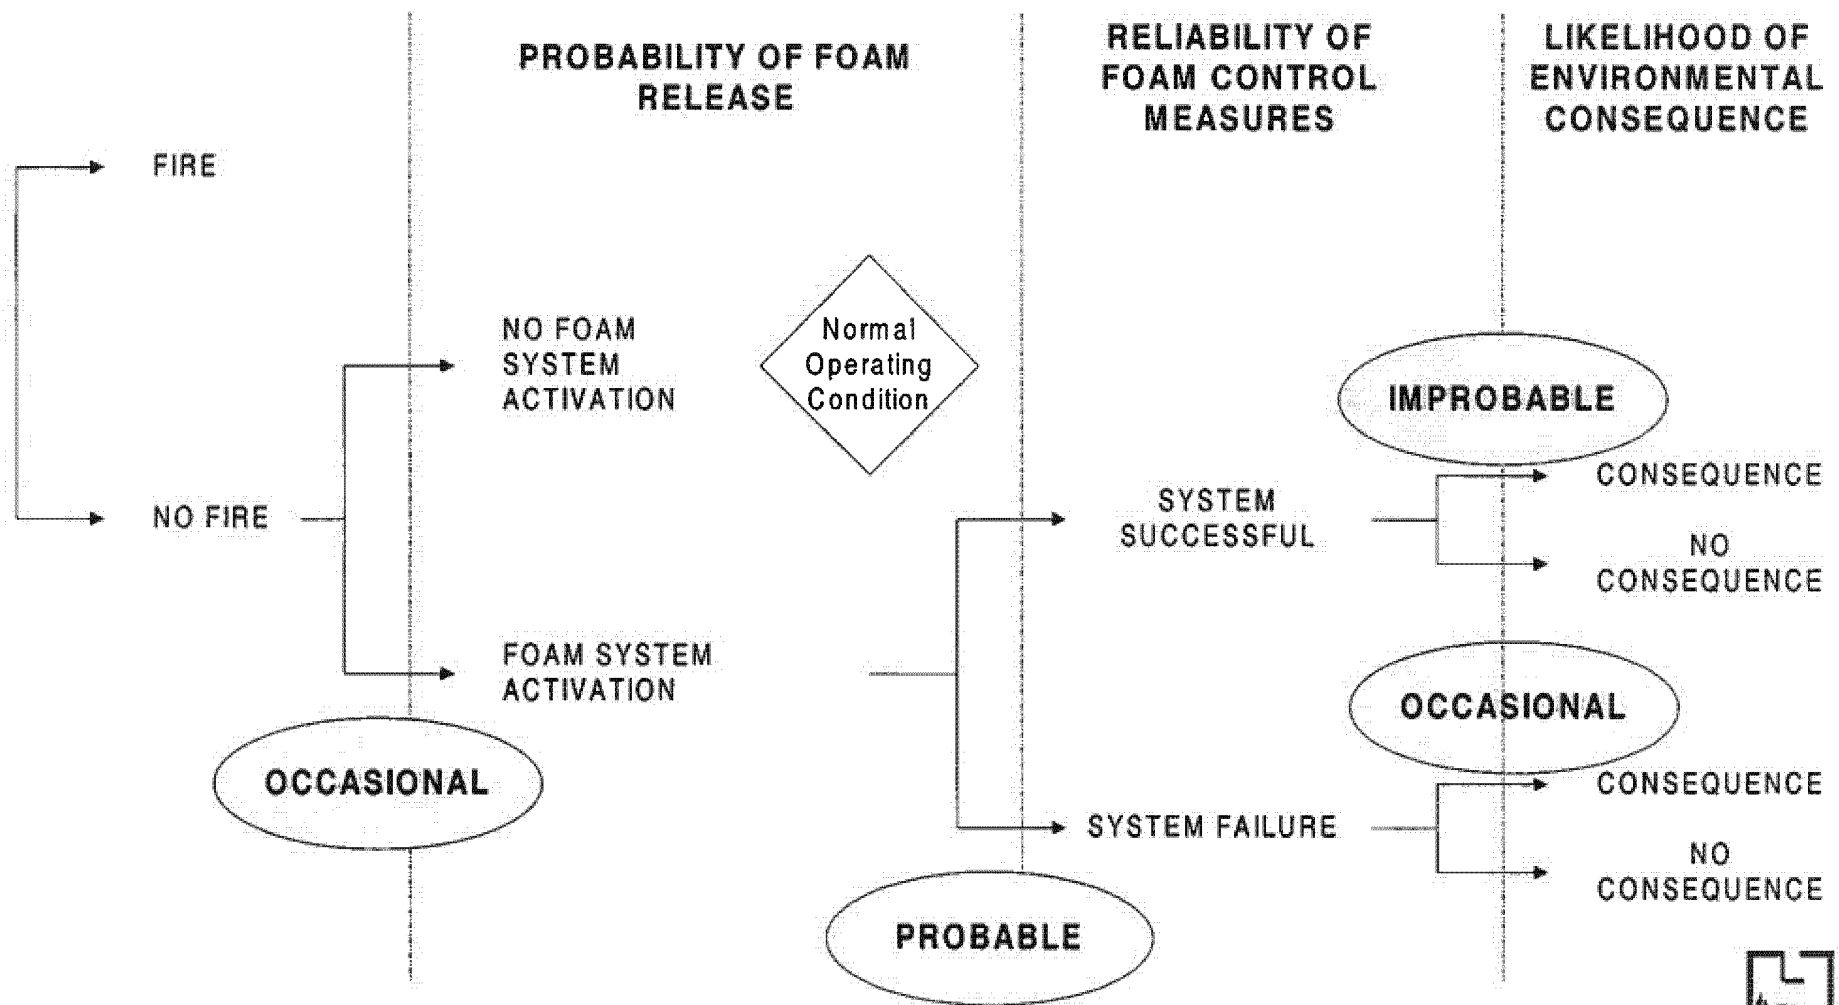 PROBABILITY OF FOAM
RELEASE
RELIABILITY OF
FOAM CONTROL
MEASURES
LIKELIHOOD OF
ENVIRONMENTAL
CONSEQUENCE
FIRE
NO FOAM
SYSTEM
ACTIVATION
Normal
Operating
Condition
IMPROBABLE
CONSEQUENCE
NO FIRE
SYSTEM
SUCCESSFUL
NO
CONSEQUENCE
FOAM SYSTEM
ACTIVATION
OCCASIONAL
OCCASIONAL
CONSEQUENCE
SYSTEM FAILURE
NO
CONSEQUENCE
PROBABLE